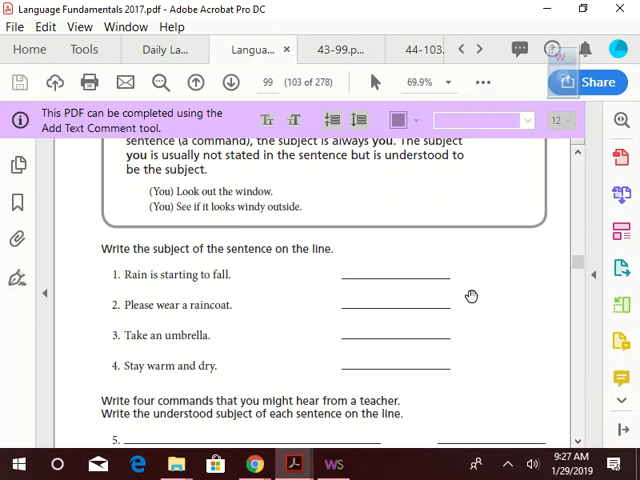 Language Fundamentals 2017.pdf - Adobe Acrobat Pro DC
File Edit View Window Help
Home Tools Daily La... Langua... × 43-99.p... 44-103.
99 (103 of 278) 69.9% Share
This PDF can be completed using the
Add Text Comment tool.
12
sentence (a command), the subject is always you. The subject
you is usually not stated in the sentence but is understood to
be the subject.
(You) Look out the window.
(You) See if it looks windy outside.
Write the subject of the sentence on the line.
1. Rain is starting to fall.
2. Please wear a raincoat.
3. Take an umbrella.
4. Stay warm and dry.
Write four commands that you might hear from a teacher.
Write the understood subject of each sentence on the line.
5.
WS
9:27 AM
1/29/2019